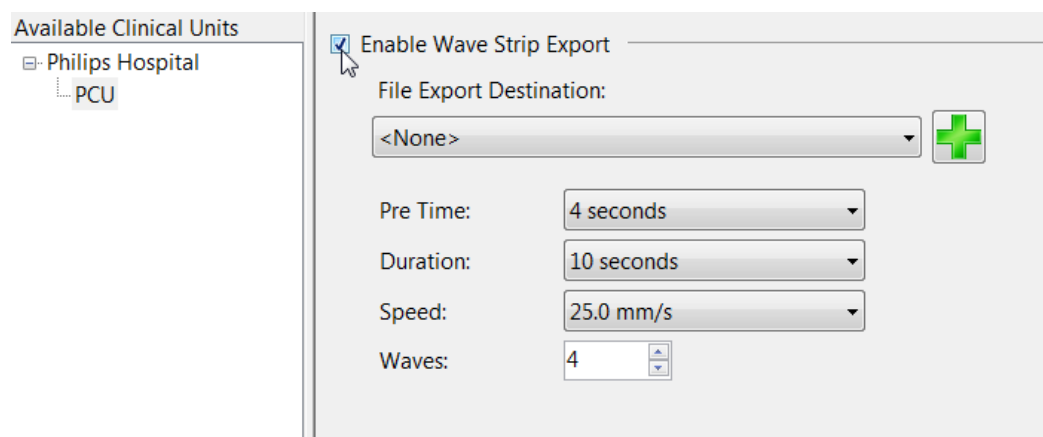 Available Clinical Units
Philips Hospital
PCU
Enable Wave Strip Export
File Export Destination:
<None>
Pre Time: 4 seconds
Duration: 10 seconds
Speed: 25.0 mm/s
Waves: 4